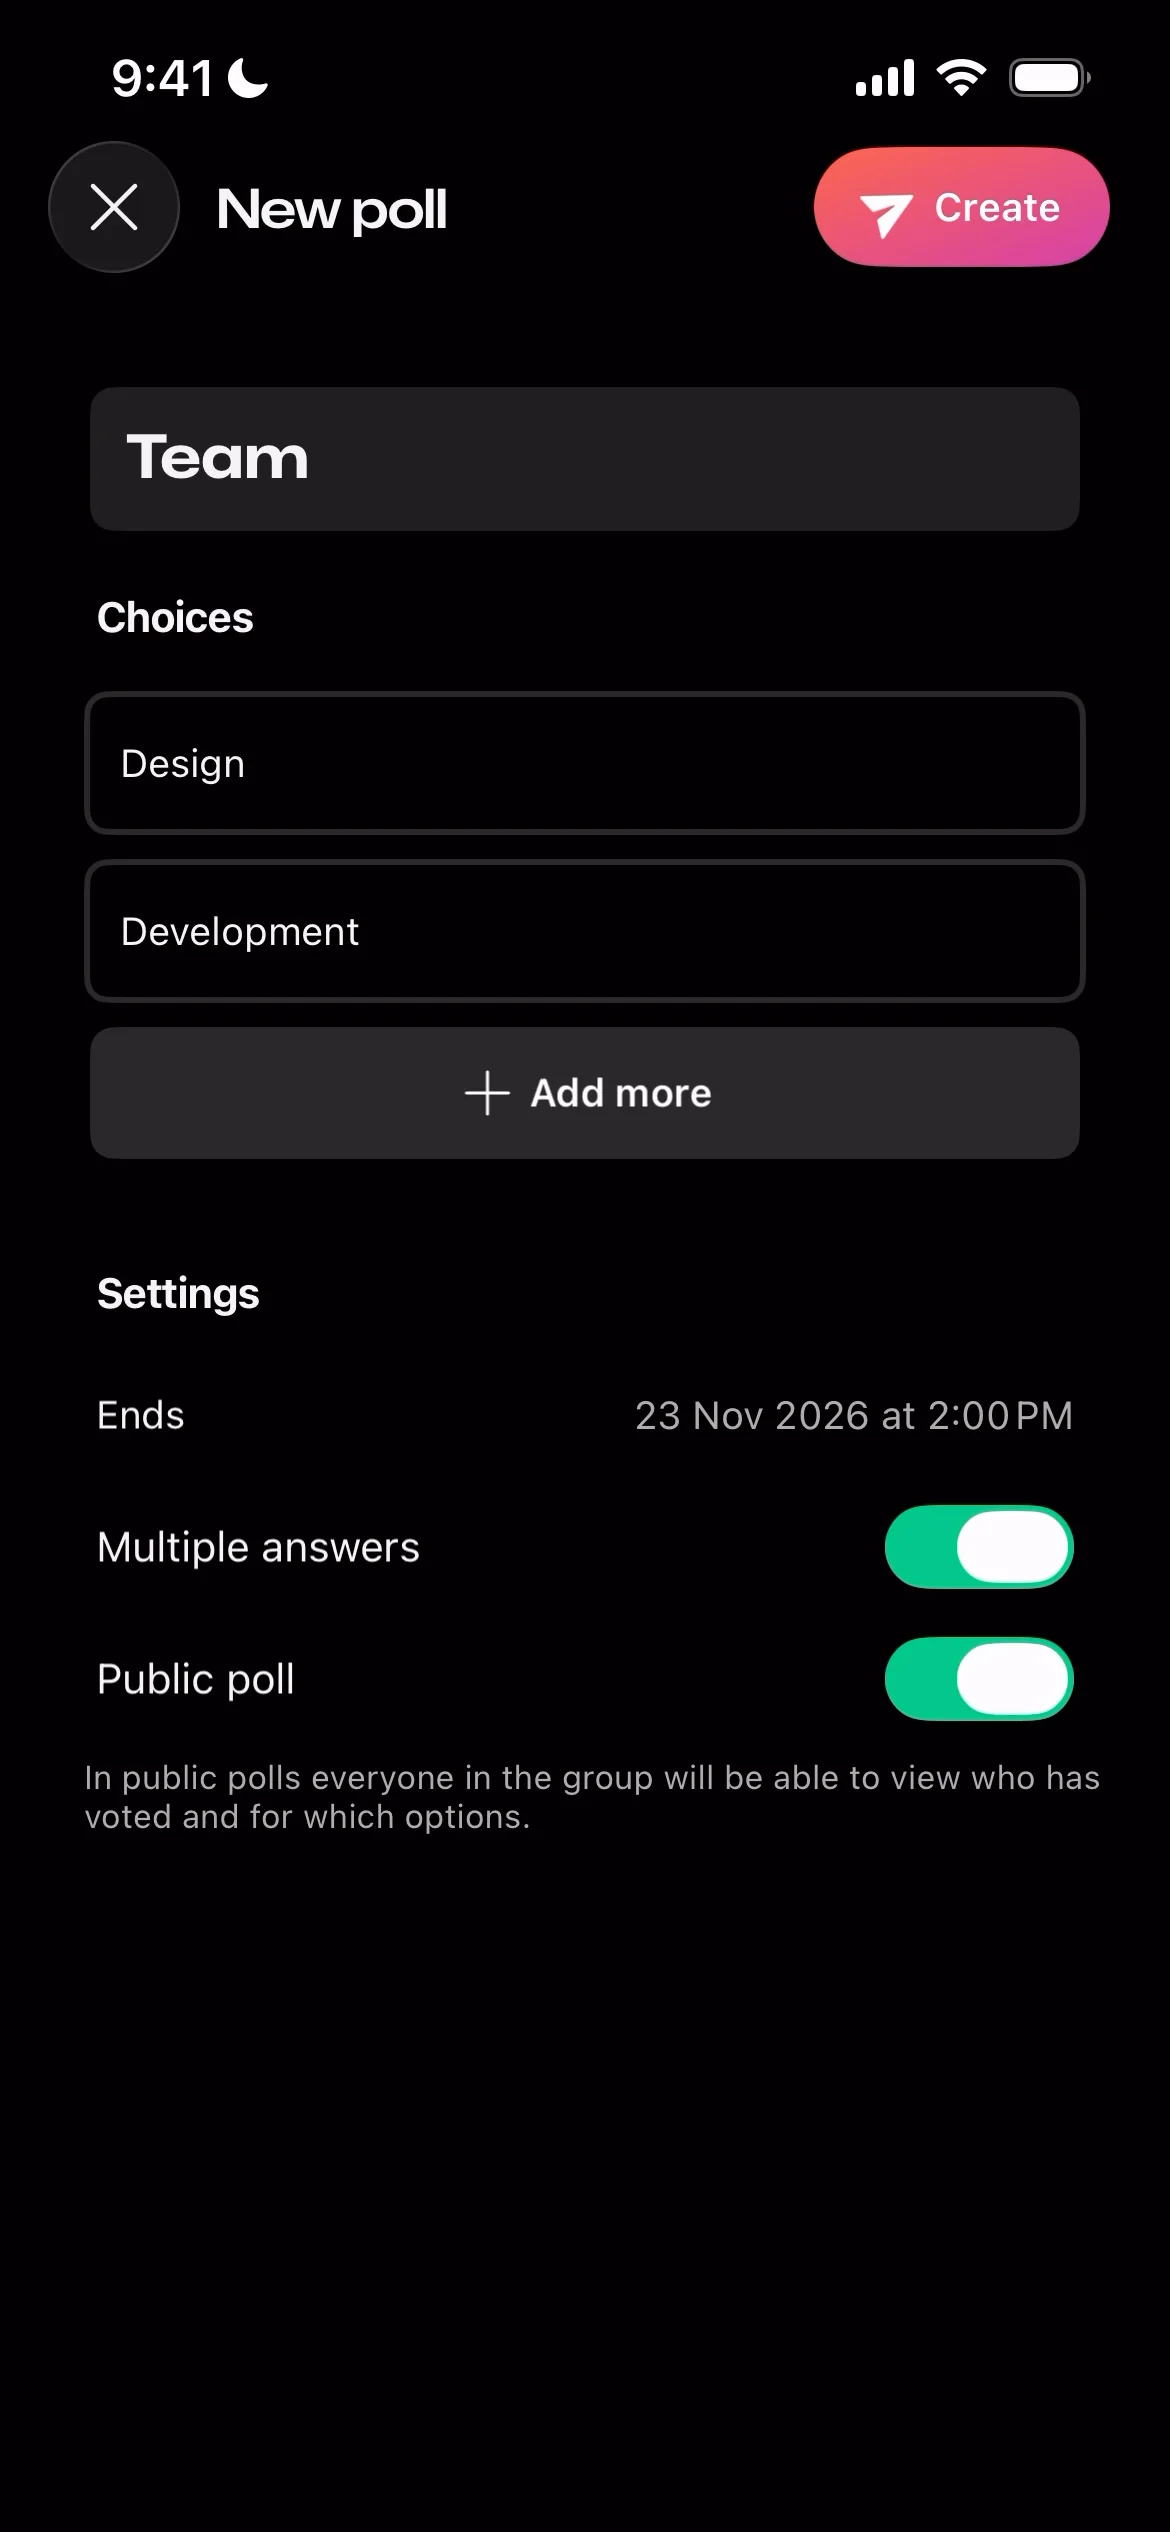 9:41
New poll
Create
Team
Choices
Design
Development
Add more
Settings
Ends
23 Nov 2026 at 2:00 PM
Multiple answers
Public poll
In public polls everyone in the group will be able to view who has
voted and for which options.